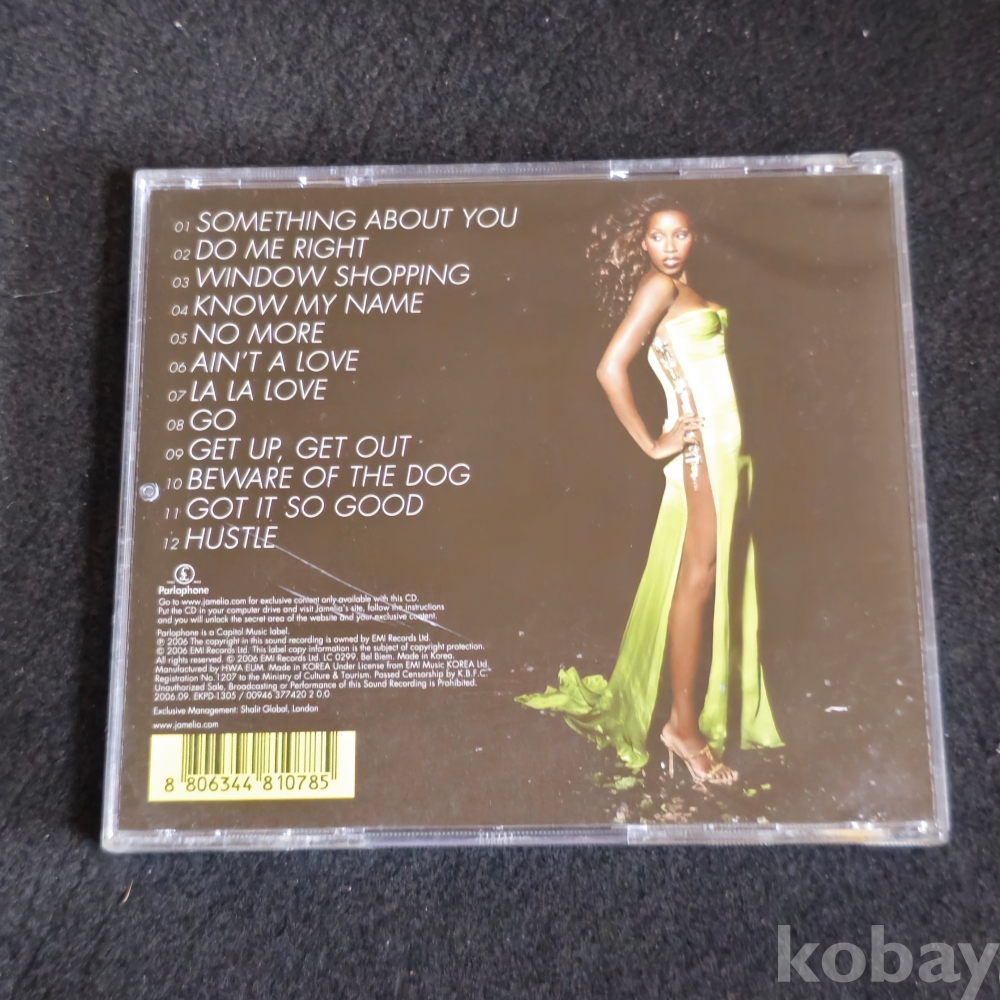 01 SOMETHING ABOUT YOU
02 DO ME RIGHT
03 WINDOW SHOPPING
04 KNOW MY NAME
05 NO MORE
06 AIN'T A LOVE
07 LA LA LOVE
08 GO
09 GET UP, GET OUT
10 BEWARE OF THE DOG
11 GOT IT SO GOOD
12 HUSTLE
Parlophone
Go to www.jamelia.com for exclusive content only available with this CD.
Put the CD in your computer drive and visit Jamelia's site, follow the instructions
and you will unlock the secret area of the website and your exclusive content.
Parlophone is a Capitol Music label.
℗ 2006 The copyright in this sound recording is owned by EMI Records Ltd.
© 2006 EMI Records Ltd. This label copy information is the subject of copyright protection.
All rights reserved. © 2006 EMI Records Ltd. LC 0299. Bel Biem. Made in Korea.
Manufactured by HWA EUM. Made in KOREA Under License from EMI Music KOREA Ltd.
Registration No.1207 to the Ministry of Culture & Tourism. Passed Censorship by K.B.F.C.
Unauthorized Sale, Broadcasting or Performance of this Sound Recording is Prohibited.
2006.09. EKPD-1305 / 00946 377420 2 0.0
Exclusive Management: Shalit Global, London
www.jamelia.com
8 806344 810785
kobay